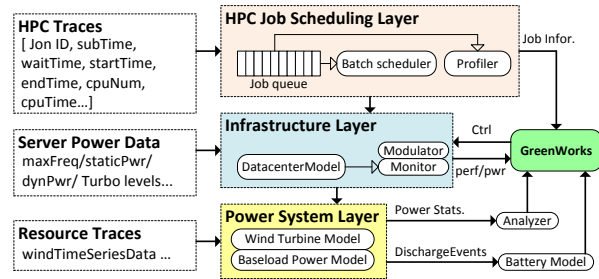 HPC Traces
[ Jon ID, subTime,
waitTime, startTime,
endTime, cpuNum,
cpuTime...]
HPC Job Scheduling Layer
Batch scheduler
Profiler
Job queue
Job Infor.
Server Power Data
maxFreq/staticPwr/
dynPwr/ Turbo levels...
Infrastructure Layer
Modulator
DatacenterModel
Monitor
Ctrl
perf/pwr
GreenWorks
Resource Traces
windTimeSeriesData ...
Power System Layer
Wind Turbine Model
Baseload Power Model
Power Stats.
Analyzer
DischargeEvents
Battery Model